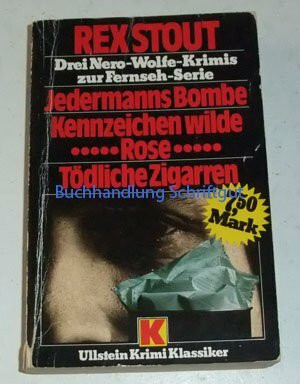 REX STOUT
Drei Nero-Wolfe-Krimis
zur Fernseh-Serie
Jedermanns Bombe
Kennzeichen wilde
••••• Rose •••••
Tödliche Zigarren
Buchhandlung Schriftgut
7,50
Mark
K
Ullstein Krimi Klassiker